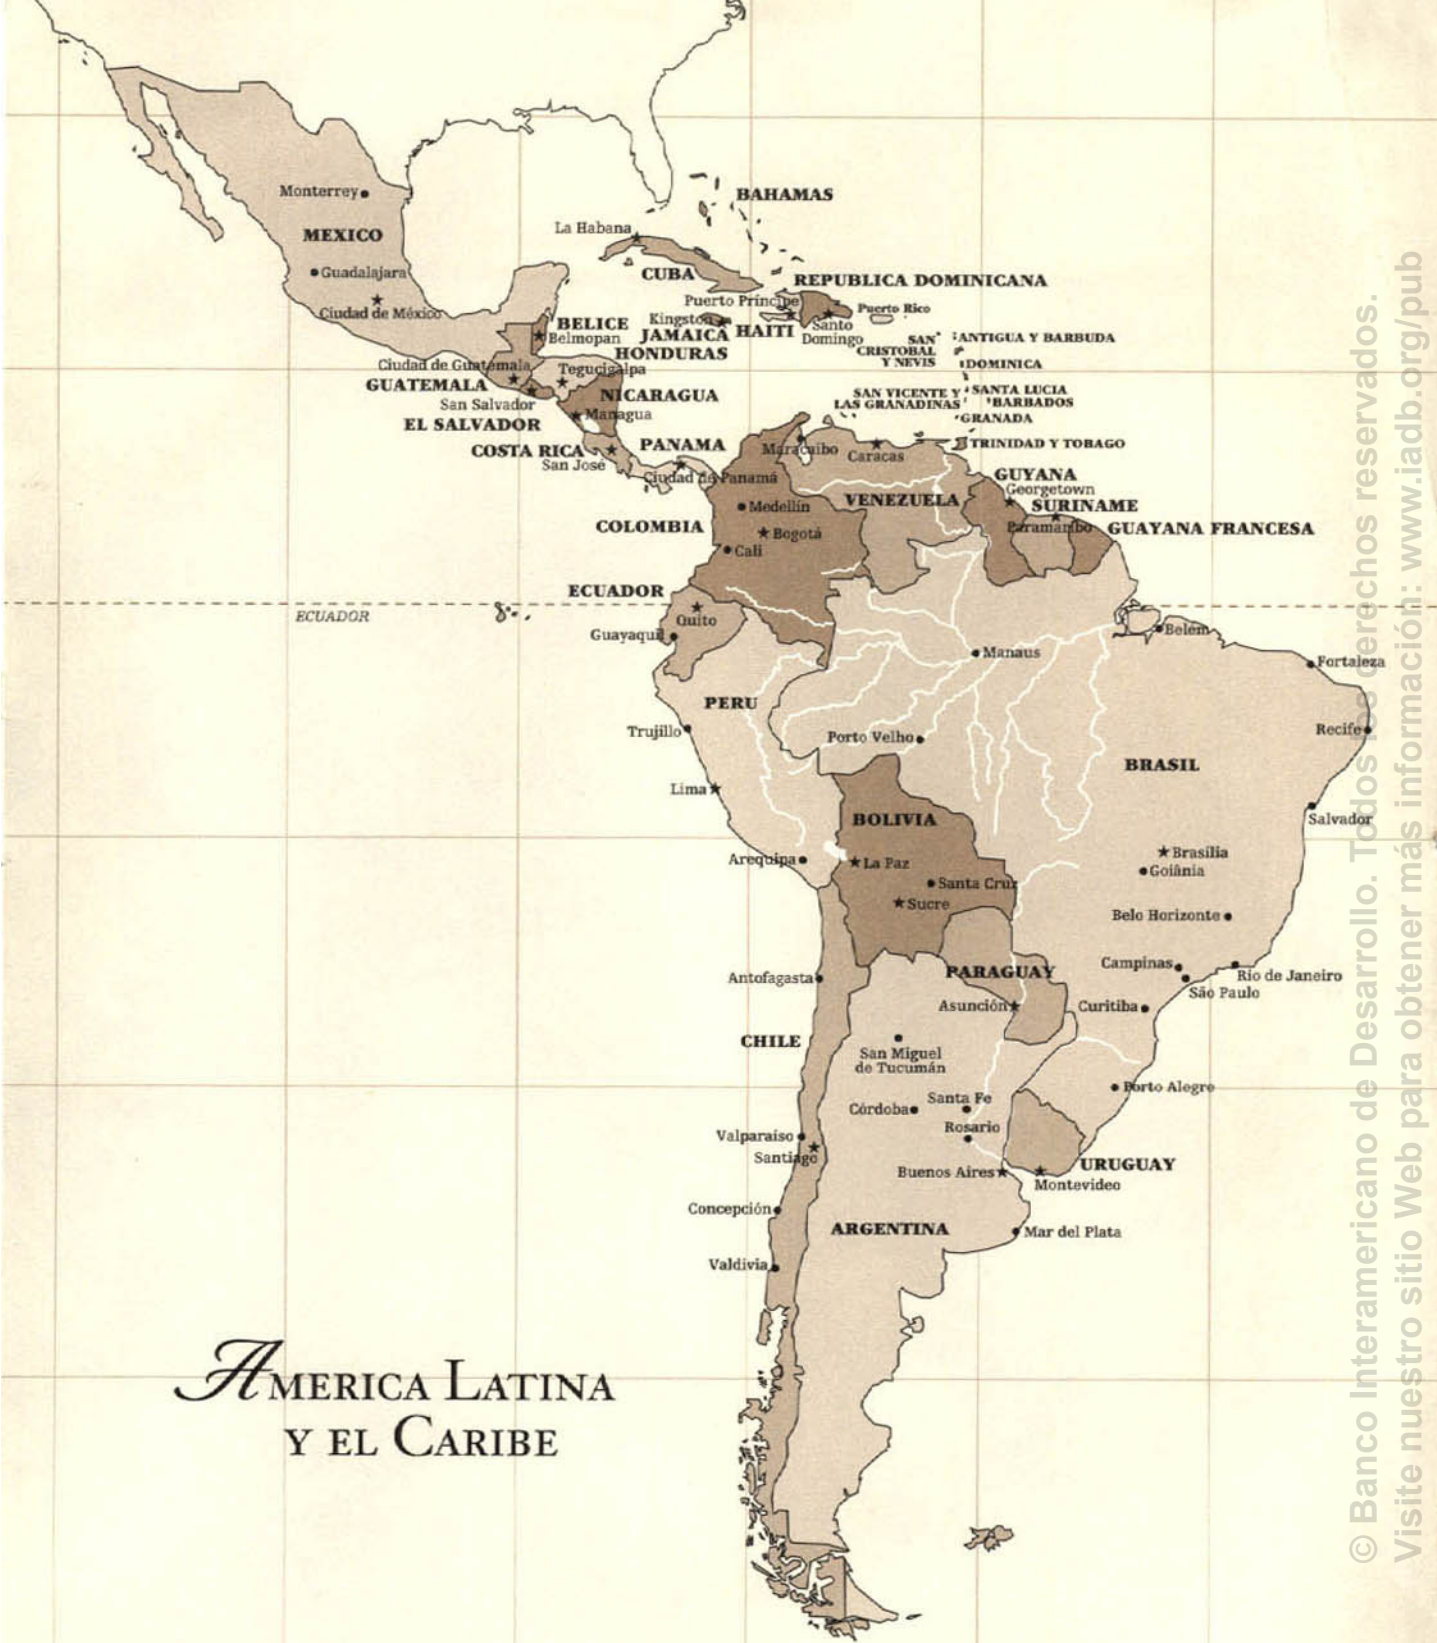 Monterrey
MEXICO
Guadalajara
Ciudad de México
BAHAMAS
La Habana
CUBA
REPUBLICA DOMINICANA
Puerto Príncipe
Puerto Rico
Kingston
JAMAICA
HAITI
Santo
Domingo
BELICE
Belmopan
HONDURAS
Ciudad de Guatemala
Tegucigalpa
GUATEMALA
NICARAGUA
San Salvador
Managua
EL SALVADOR
COSTA RICA
San José
PANAMA
Ciudad de Panamá
SAN
CRISTOBAL
Y NEVIS
ANTIGUA Y BARBUDA
DOMINICA
SAN VICENTE Y
LAS GRANADINAS
SANTA LUCIA
BARBADOS
GRANADA
TRINIDAD Y TOBAGO
Maracaibo
Caracas
VENEZUELA
GUYANA
Georgetown
SURINAME
Paramaribo
GUAYANA FRANCESA
Medellín
COLOMBIA
Bogotá
Cali
ECUADOR
ECUADOR
Quito
Guayaquil
Belém
Manaus
Fortaleza
PERU
Trujillo
Porto Velho
Recife
BRASIL
Lima
BOLIVIA
Salvador
Arequipa
La Paz
Brasília
Goiânia
Santa Cruz
Sucre
Belo Horizonte
PARAGUAY
Campinas
Rio de Janeiro
São Paulo
Antofagasta
Asunción
Curitiba
CHILE
San Miguel
de Tucumán
Porto Alegre
Córdoba
Santa Fe
Rosario
Valparaíso
Santiago
Buenos Aires
URUGUAY
Montevideo
Concepción
ARGENTINA
Mar del Plata
Valdivia
AMERICA LATINA
Y EL CARIBE
© Banco Interamericano de Desarrollo. Todos los derechos reservados.
Visite nuestro sitio Web para obtener más información: www.iadb.org/pub